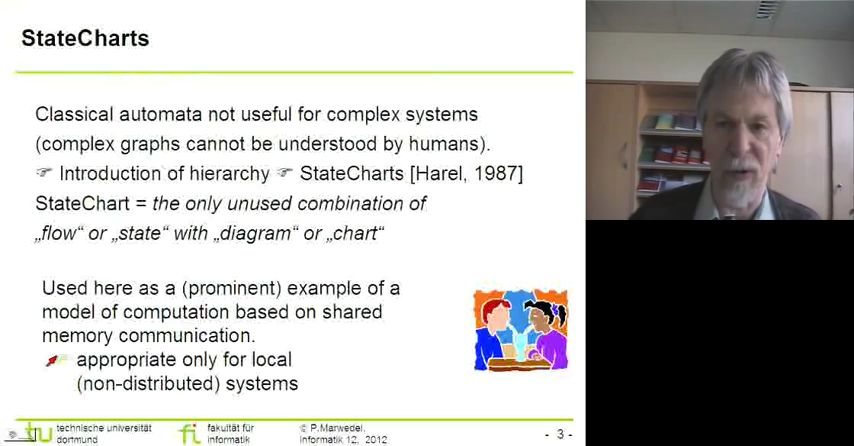 StateCharts
Classical automata not useful for complex systems
(complex graphs cannot be understood by humans).
☞ Introduction of hierarchy ☞ StateCharts [Harel, 1987]
StateChart = the only unused combination of
„flow“ or „state“ with „diagram“ or „chart“
Used here as a (prominent) example of a
model of computation based on shared
memory communication.
appropriate only for local
(non-distributed) systems
tu technische universität
dortmund
fi fakultät für
informatik
© P.Marwedel,
Informatik 12, 2012
- 3 -